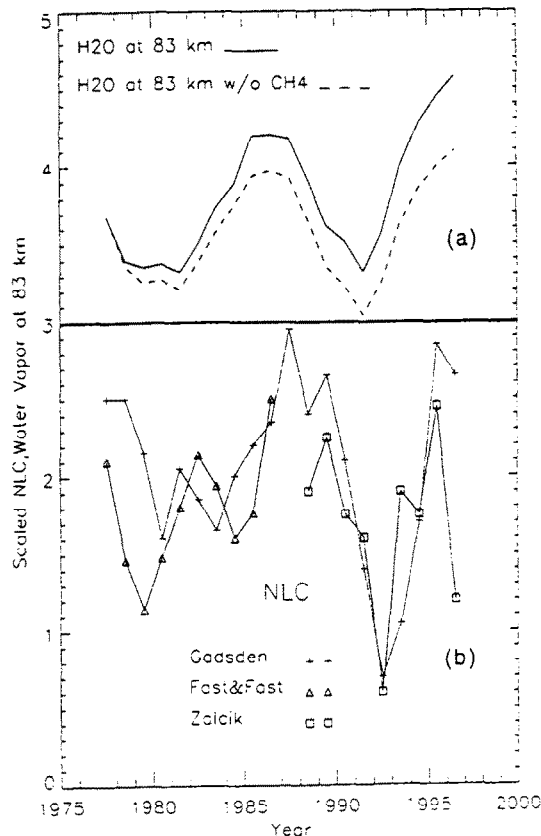 5
H2O at 83 km
H2O at 83 km w/o CH4
4
(a)
3
Scaled NLC,Water Vapor at 83 km
2
NLC
1
Gadsden
(b)
Fast&Fast
Zalcik
0
1975 1980 1985 1990 1995 2000
Year